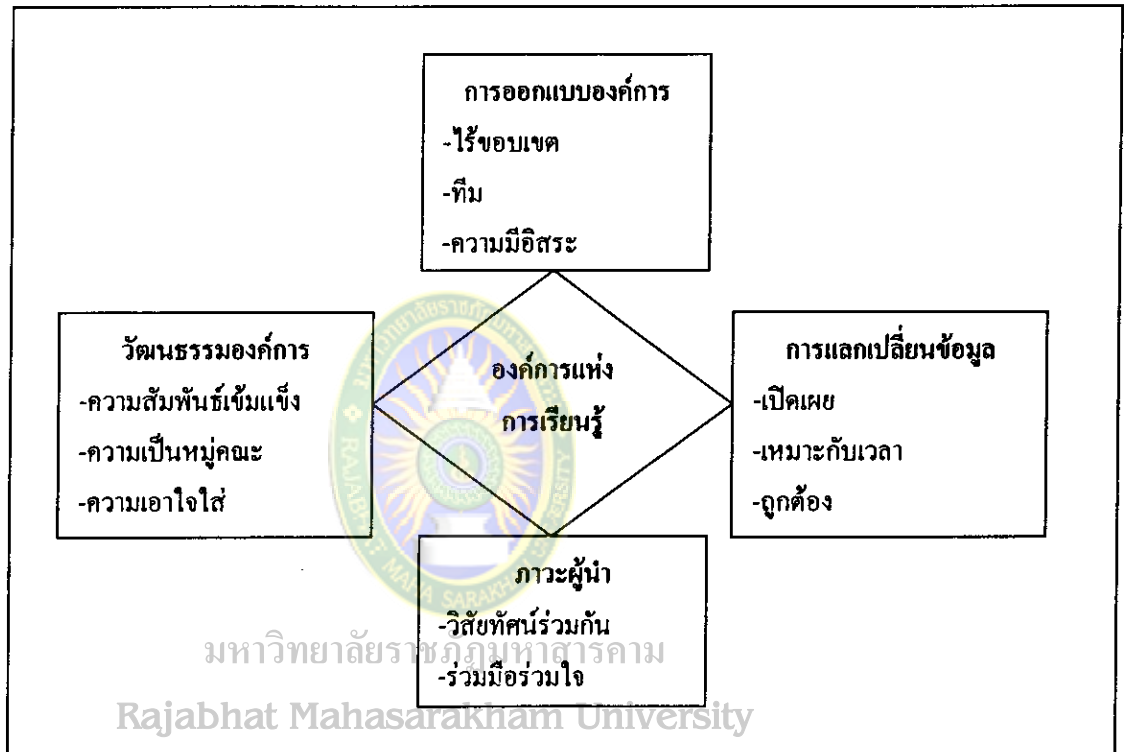 การออกแบบองค์การ
-ไร้ขอบเขต
-ทีม
-ความมีอิสระ
วัฒนธรรมองค์การ
-ความสัมพันธ์เข้มแข็ง
-ความเป็นหมู่คณะ
-ความเอาใจใส่
องค์การแห่ง
การเรียนรู้
การแลกเปลี่ยนข้อมูล
-เปิดเผย
-เหมาะกับเวลา
-ถูกต้อง
ภาวะผู้นำ
-วิสัยทัศน์ร่วมกัน
-ร่วมมือร่วมใจ
มหาวิทยาลัยราชภัฏมหาสารคาม
Rajabhat Mahasarakham University